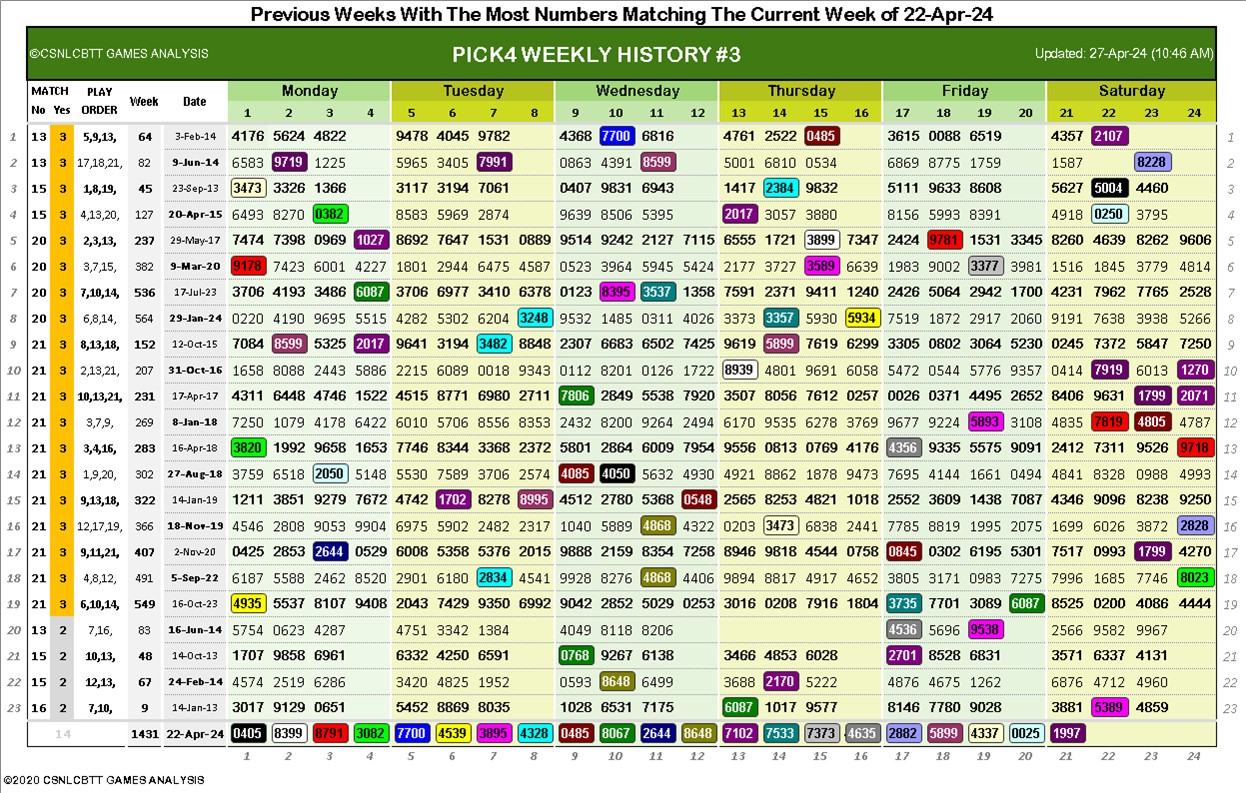 Previous Weeks With The Most Numbers Matching The Current Week of 22-Apr-24
©CSNLCBTT GAMES ANALYSIS PICK4 WEEKLY HISTORY #3 Updated: 27-Apr-24 (10:46 AM)
MATCH PLAY Week Date Monday Tuesday Wednesday Thursday Friday Saturday
No Yes ORDER 1 2 3 4 5 6 7 8 9 10 11 12 13 14 15 16 17 18 19 20 21 22 23 24
1 13 3 5,9,13, 64 3-Feb-14 4176 5624 4822 9478 4045 9782 4368 7700 6816 4761 2522 0485 3615 0088 6519 4357 2107 1
2 13 3 17,18,21, 82 9-Jun-14 6583 9719 1225 5965 3405 7991 0863 4391 8599 5001 6810 0534 6869 8775 1759 1587 8228 2
3 15 3 1,8,19, 45 23-Sep-13 3473 3326 1366 3117 3194 7061 0407 9831 6943 1417 2384 9832 5111 9633 8608 5627 5004 4460 3
4 15 3 4,13,20, 127 20-Apr-15 6493 8270 0382 8583 5969 2874 9639 8506 5395 2017 3057 3880 8156 5993 8391 4918 0250 3795 4
5 20 3 2,3,13, 237 29-May-17 7474 7398 0969 1027 8692 7647 1531 0889 9514 9242 2127 7115 6555 1721 3899 7347 2424 9781 1531 3345 8260 4639 8262 9606 5
6 20 3 3,7,15, 382 9-Mar-20 9178 7423 6001 4227 1801 2944 6475 4587 0523 3964 5945 5424 2177 3727 3589 6639 1983 9002 3377 3981 1516 1845 3779 4814 6
7 20 3 7,10,14, 536 17-Jul-23 3706 4193 3486 6087 3706 6977 3410 6378 0123 8395 3537 1358 7591 2371 9411 1240 2426 5064 2942 1700 4231 7962 7765 2528 7
8 20 3 6,8,14, 564 29-Jan-24 0220 4190 9695 5515 4282 5302 6204 3248 9532 1485 0311 4026 3373 3357 5930 5934 7519 1872 2917 2060 9191 7638 3938 5266 8
9 21 3 8,13,18, 152 12-Oct-15 7084 8599 5325 2017 9641 3194 3482 8848 2307 6683 6502 7425 9614 5899 7619 6299 3305 0802 3064 5230 0245 7372 5847 7250 9
10 21 3 2,13,21, 207 31-Oct-16 1658 8088 2443 5886 2215 6089 0018 9343 0112 8201 0126 1722 8939 4801 9691 6058 5472 0544 5776 9357 0414 7919 6013 1270 10
11 21 3 10,13,21, 231 17-Apr-17 4311 6448 4746 1522 4515 8771 6980 2711 7806 2849 5538 7920 3507 8056 7612 0257 0026 0371 4495 2652 8406 9631 1799 2071 11
12 21 3 3,7,9, 269 8-Jan-18 7250 1079 4178 6422 6010 9706 8558 8353 2432 8200 9264 2494 6170 9535 6278 3769 9677 9224 5893 3108 4835 7819 4805 4787 12
13 21 3 3,4,16, 283 16-Apr-18 3820 1992 9658 1653 7746 8344 7368 2372 5801 2864 6009 7954 9556 0813 0769 4176 4356 9335 5575 9091 2412 7311 9526 9718 13
14 21 3 1,9,20, 302 27-Aug-18 3759 6518 2050 5148 5530 7589 3706 2574 4085 4050 5632 4930 4921 8862 1878 9473 7695 4144 1661 0494 4841 8328 0988 4993 14
15 21 3 9,13,18, 322 14-Jan-19 1211 3851 9279 7672 4742 1702 8278 8995 4512 2780 5368 0548 2565 8253 4821 1018 2552 3609 1438 7087 4346 9096 8238 9250 15
16 21 3 12,17,19, 366 18-Nov-19 4546 2808 9053 9904 6975 5902 2482 2317 1040 5889 4868 4322 0203 3473 6838 2441 7785 8819 1995 2075 1699 6026 3872 2828 16
17 21 3 9,11,21, 407 2-Nov-20 0425 2853 2644 0529 6008 5358 5376 2015 9888 2159 8354 7258 8946 9818 4544 0758 0845 0302 6195 5301 7517 0993 1799 4270 17
18 21 3 4,8,12, 491 5-Sep-22 6187 5588 2462 8520 2901 6180 2834 4541 9928 8276 4868 4406 9894 8817 4917 4652 3805 3171 0983 7275 7996 1685 7746 8023 18
19 21 3 6,10,14, 549 16-Oct-23 4935 5537 8107 9408 2043 7429 9350 6992 9042 2852 5029 0253 3016 0208 7916 1804 3735 7701 3089 6087 8525 0200 4086 4444 19
20 13 2 7,16, 83 16-Jun-14 5754 0623 4287 4751 3342 1384 4049 8118 8206 4536 5696 9538 2566 9582 9967 20
21 15 2 10,13, 48 14-Oct-13 1707 9858 6961 6332 4250 6591 0768 9267 6138 3466 4853 6028 2701 8528 6831 3571 6337 4131 21
22 15 2 12,13, 67 24-Feb-14 4574 2519 6286 3420 4825 1952 0593 8648 6499 3438 2170 5222 4876 4675 1262 6876 4712 4960 22
23 16 2 7,10, 9 14-Jan-13 3017 9129 0651 5452 8869 8035 1028 6531 7175 6087 1017 9577 8146 7780 9028 3881 5389 4859 23
14 1431 22-Apr-24 0405 8399 8791 3082 7700 4539 3895 4328 0485 8067 2644 8648 7102 7533 7373 4635 2882 5899 4337 0025 1997
1 2 3 4 5 6 7 8 9 10 11 12 13 14 15 16 17 18 19 20 21 22 23 24
©2020 CSNLCBTT GAMES ANALYSIS